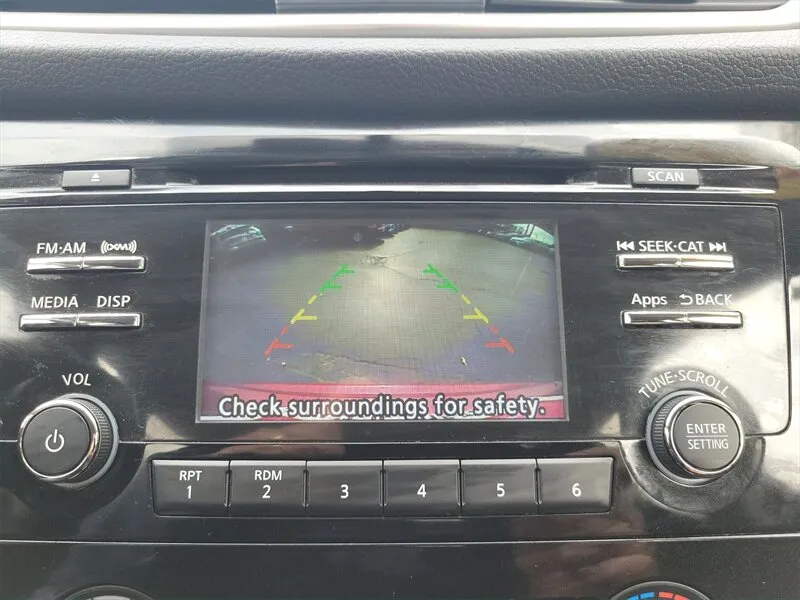 SCAN
FM·AM ((XM))
SEEK·CAT
MEDIA DISP
Apps BACK
VOL
TUNE·SCROLL
Check surroundings for safety.
ENTER
SETTING
RPT
1
RDM
2
3
4
5
6